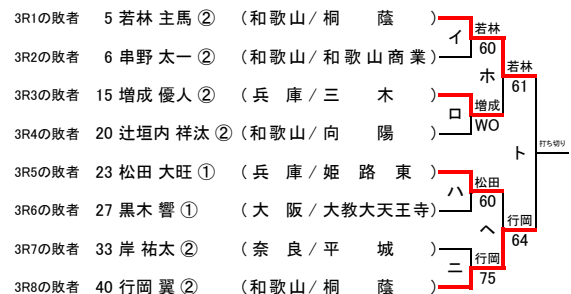 3R1の敗者 5 若林 主馬 ② (和歌山/桐 蔭)
3R2の敗者 6 串野 太一 ② (和歌山/和歌山商業)
3R3の敗者 15 増成 優人 ② (兵 庫/三 木)
3R4の敗者 20 辻垣内 祥汰 ② (和歌山/向 陽)
3R5の敗者 23 松田 大旺 ① (兵 庫/姫 路 東)
3R6の敗者 27 黒木 響 ① (大 阪/大教大天王寺)
3R7の敗者 33 岸 祐太 ② (奈 良/平 城)
3R8の敗者 40 行岡 翼 ② (和歌山/桐 蔭)
イ
若林
60
ロ
増成
WO
ハ
松田
60
ニ
行岡
75
ホ
若林
61
ヘ
行岡
64
ト
打ち切り